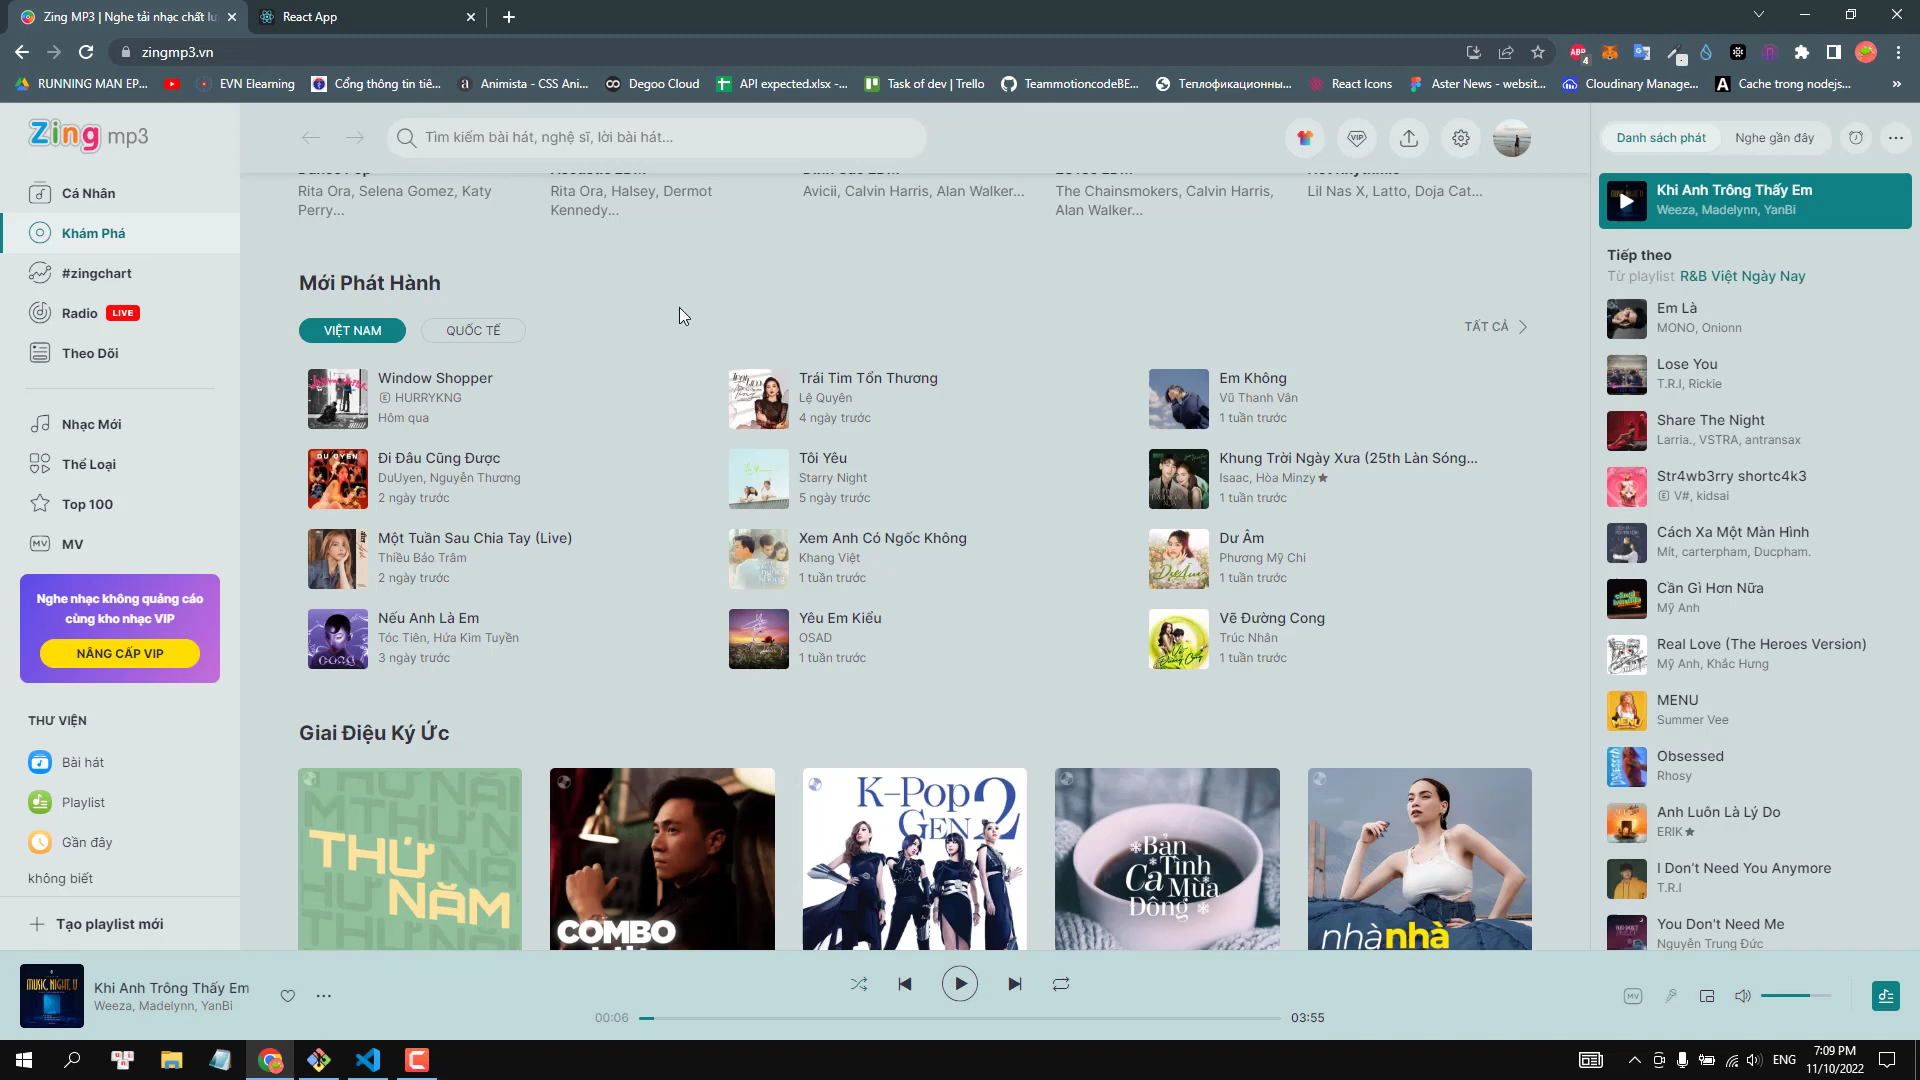 Zing MP3 | Nghe tải nhạc chất lư
React App
zingmp3.vn
4
RUNNING MAN EP...
EVN Elearning
Cổng thông tin tiê...
Animista - CSS Ani...
Degoo Cloud
API expected.xlsx -...
Task of dev | Trello
TeammotioncodeBE...
Теплофикационны...
React Icons
Aster News - websit...
Cloudinary Manage...
Cache trong nodejs...
Zing mp3
Cá Nhân
Khám Phá
#zingchart
Radio LIVE
Theo Dõi
Nhạc Mới
Thể Loại
Top 100
MV
Nghe nhạc không quảng cáo
cùng kho nhạc VIP
NÂNG CẤP VIP
THƯ VIỆN
Bài hát
Playlist
Gần đây
không biết
Tạo playlist mới
Tìm kiếm bài hát, nghệ sĩ, lời bài hát...
VIP
Rita Ora, Selena Gomez, Katy
Perry...
Rita Ora, Halsey, Dermot
Kennedy...
Avicii, Calvin Harris, Alan Walker...
The Chainsmokers, Calvin Harris,
Alan Walker...
Lil Nas X, Latto, Doja Cat...
Mới Phát Hành
VIỆT NAM
QUỐC TẾ
TẤT CẢ
Window Shopper
E HURRYKNG
Hôm qua
Trái Tim Tổn Thương
Lệ Quyên
4 ngày trước
Em Không
Vũ Thanh Vân
1 tuần trước
Đi Đâu Cũng Được
DuUyen, Nguyên Thương
2 ngày trước
Tôi Yêu
Starry Night
5 ngày trước
Khung Trời Ngày Xưa (25th Làn Sóng...
Isaac, Hòa Minzy★
1 tuần trước
Một Tuần Sau Chia Tay (Live)
Thiều Bảo Trâm
2 ngày trước
Xem Anh Có Ngốc Không
Khang Việt
1 tuần trước
Dư Âm
Phương Mỹ Chi
1 tuần trước
Nếu Anh Là Em
Tóc Tiên, Hứa Kim Tuyền
3 ngày trước
Yêu Em Kiểu
OSAD
1 tuần trước
Vẽ Đường Cong
Trúc Nhân
1 tuần trước
Giai Điệu Ký Ức
THỨ
NĂM
COMBO
K-Pop
GEN 2
Bản
Tình
Ca Mùa
Đông
nhànhà
Danh sách phát
Nghe gần đây
Khi Anh Trông Thấy Em
Weeza, Madelynn, YanBi
Tiếp theo
Từ playlist R&B Việt Ngày Nay
Em Là
MONO, Onionn
Lose You
T.R.I, Rickie
Share The Night
Larria., VSTRA, antransax
Str4wb3rry shortc4k3
E V#, kidsai
Cách Xa Một Màn Hình
Mít, carterpham, Ducpham.
Cần Gì Hơn Nữa
Mỹ Anh
Real Love (The Heroes Version)
Mỹ Anh, Khắc Hưng
MENU
Summer Vee
Obsessed
Rhosy
Anh Luôn Là Lý Do
ERIK★
I Don't Need You Anymore
T.R.I
You Don't Need Me
Nguyên Trung Đức
Khi Anh Trông Thấy Em
Weeza, Madelynn, YanBi
00:06
03:55
MV
ENG
7:09 PM
11/10/2022